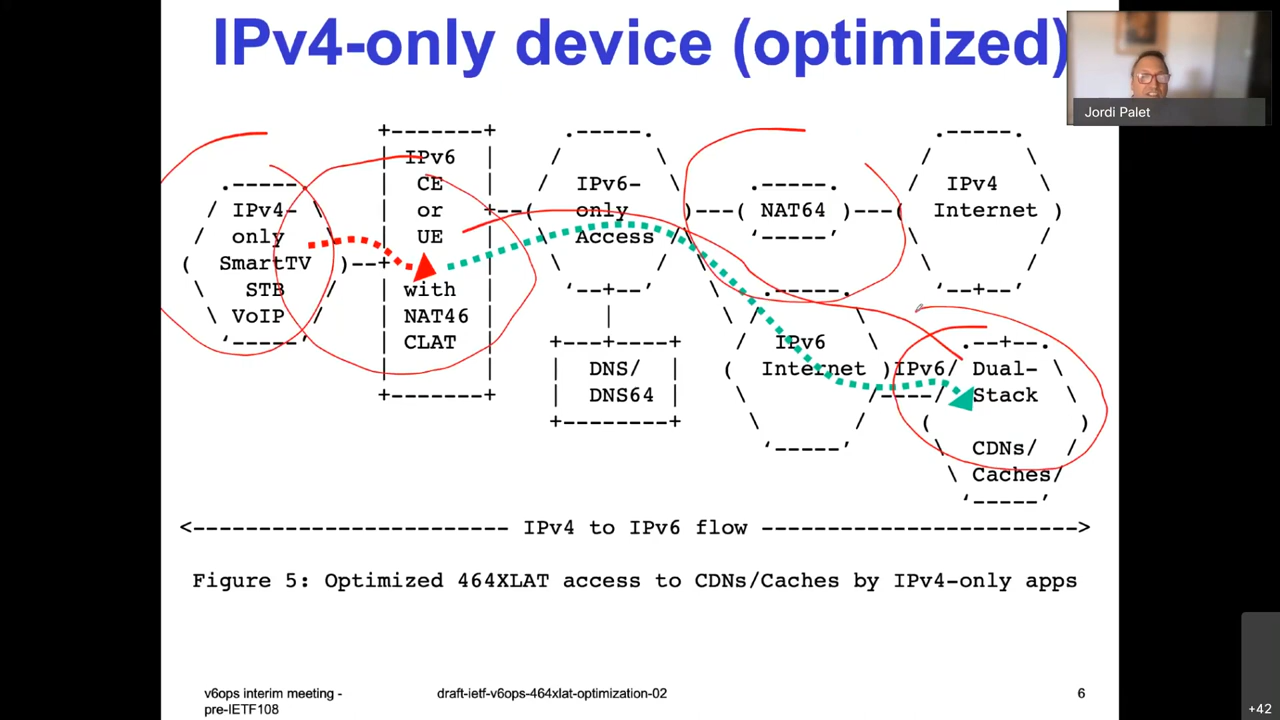 IPv4-only device (optimized)
Jordi Palet
IPv6
CE
or
UE
with
NAT46
CLAT
IPv4-
only
SmartTV
STB
VoIP
IPv6-
only
Access
NAT64
IPv4
Internet
DNS/
DNS64
IPv6
Internet
IPv6
Dual-
Stack
CDNs/
Caches
IPv4 to IPv6 flow
Figure 5: Optimized 464XLAT access to CDNs/Caches by IPv4-only apps
v6ops interim meeting -
pre-IETF108
draft-ietf-v6ops-464xlat-optimization-02
6
+42